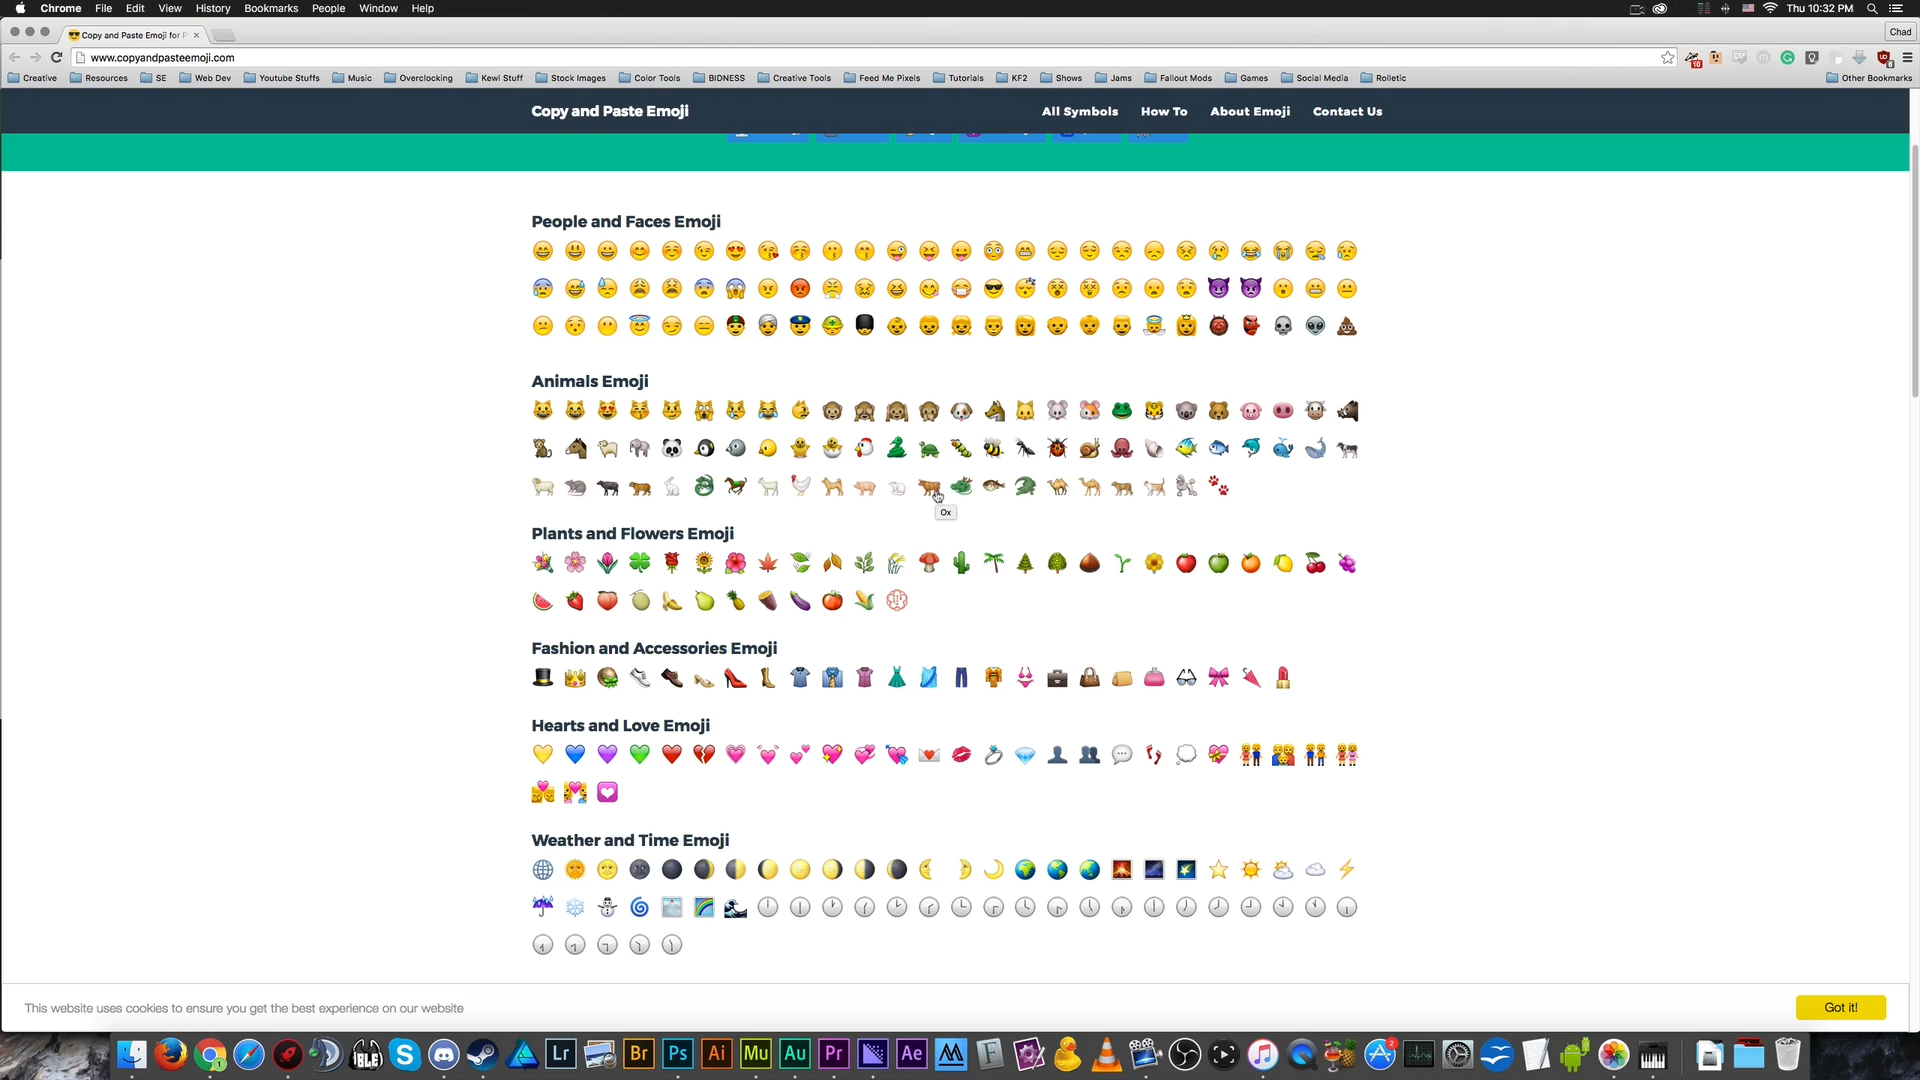 Chrome File Edit View History Bookmarks People Window Help Thu 10:32 PM
Copy and Paste Emoji for P Chad
www.copyandpasteemoji.com 10
Creative Resources SE Web Dev Youtube Stuffs Music Overclocking Kewl Stuff Stock Images Color Tools BIDNESS Creative Tools Feed Me Pixels Tutorials KF2 Shows Jams Fallout Mods Games Social Media Rolletic Other Bookmarks
Copy and Paste Emoji All Symbols How To About Emoji Contact Us
People and Faces Emoji
Animals Emoji
Ox
Plants and Flowers Emoji
Fashion and Accessories Emoji
Hearts and Love Emoji
Weather and Time Emoji
This website uses cookies to ensure you get the best experience on our website Got it!
1 IBLE Lr Br Ps Ai Mu Au Pr Ae F 2